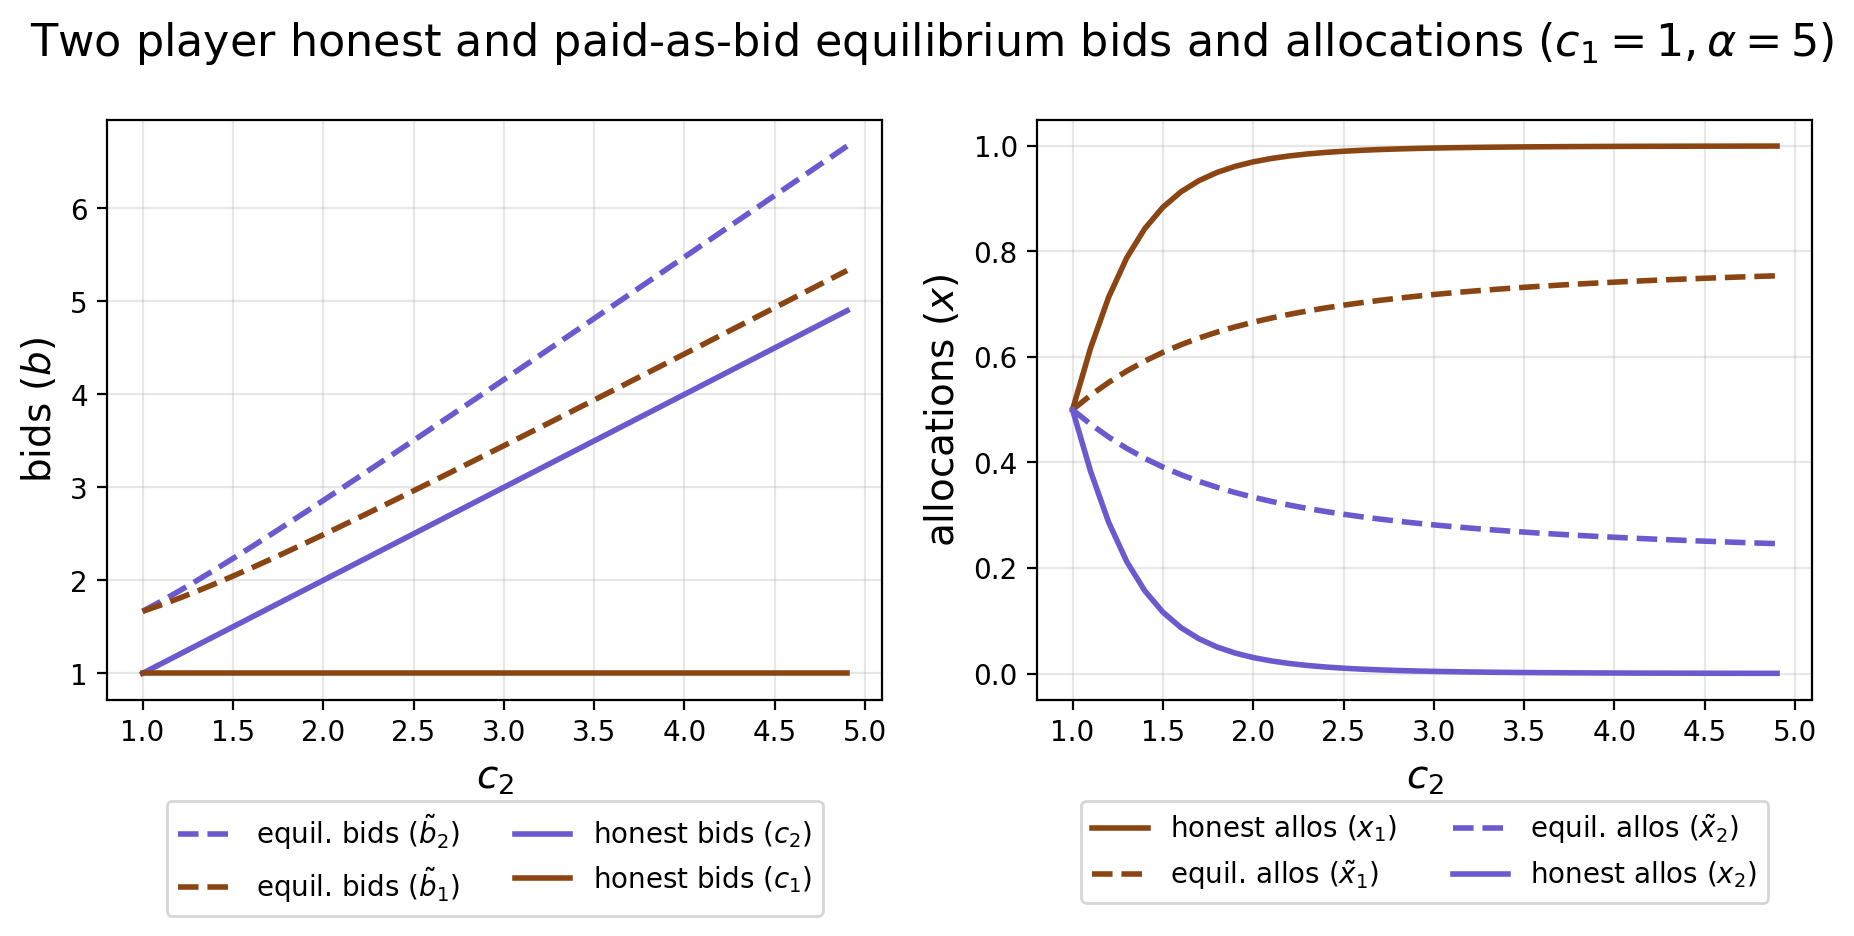 Two player honest and paid-as-bid equilibrium bids and allocations (c₁ = 1, α = 5)
bids (b)
6
5
4
3
2
1
1.0 1.5 2.0 2.5 3.0 3.5 4.0 4.5 5.0
c₂
equil. bids (b̃₂)
equil. bids (b̃₁)
honest bids (c₂)
honest bids (c₁)
allocations (x)
1.0
0.8
0.6
0.4
0.2
0.0
1.0 1.5 2.0 2.5 3.0 3.5 4.0 4.5 5.0
c₂
honest allos (x₁)
equil. allos (x̃₁)
equil. allos (x̃₂)
honest allos (x₂)